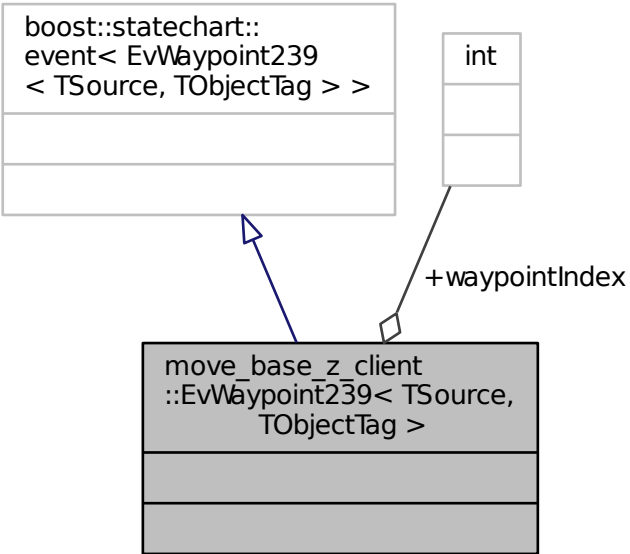 boost::statechart::
event< EvWaypoint239
< TSource, TObjectTag > >
int
+waypointIndex
move_base_z_client
::EvWaypoint239< TSource,
TObjectTag >